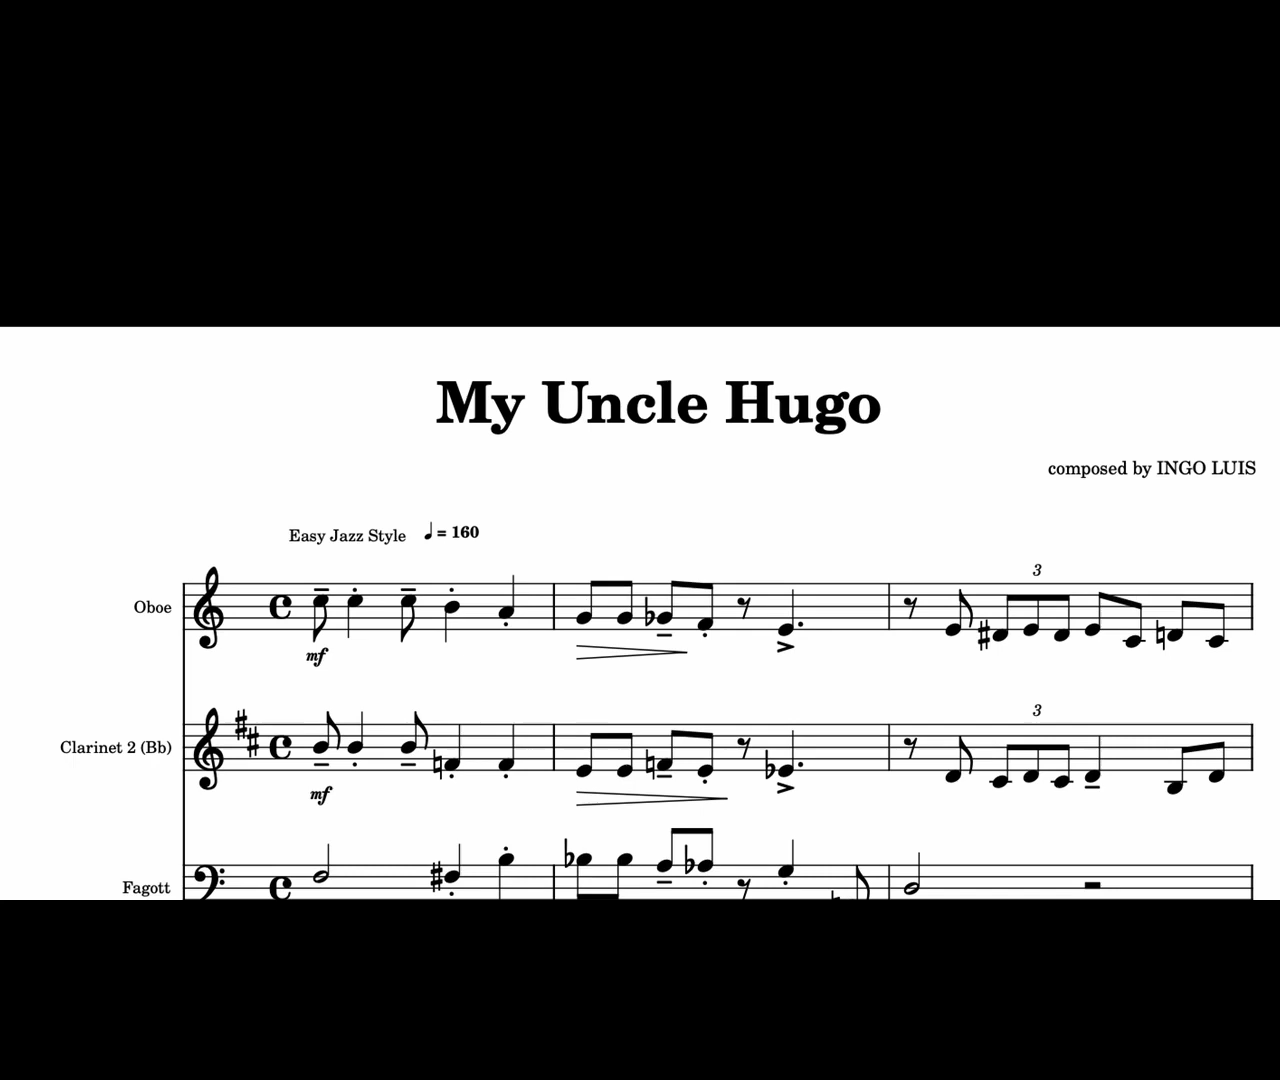 My Uncle Hugo
composed by INGO LUIS
Easy Jazz Style ♩ = 160
3
Oboe
mf
3
Clarinet 2 (Bb)
mf
Fagott